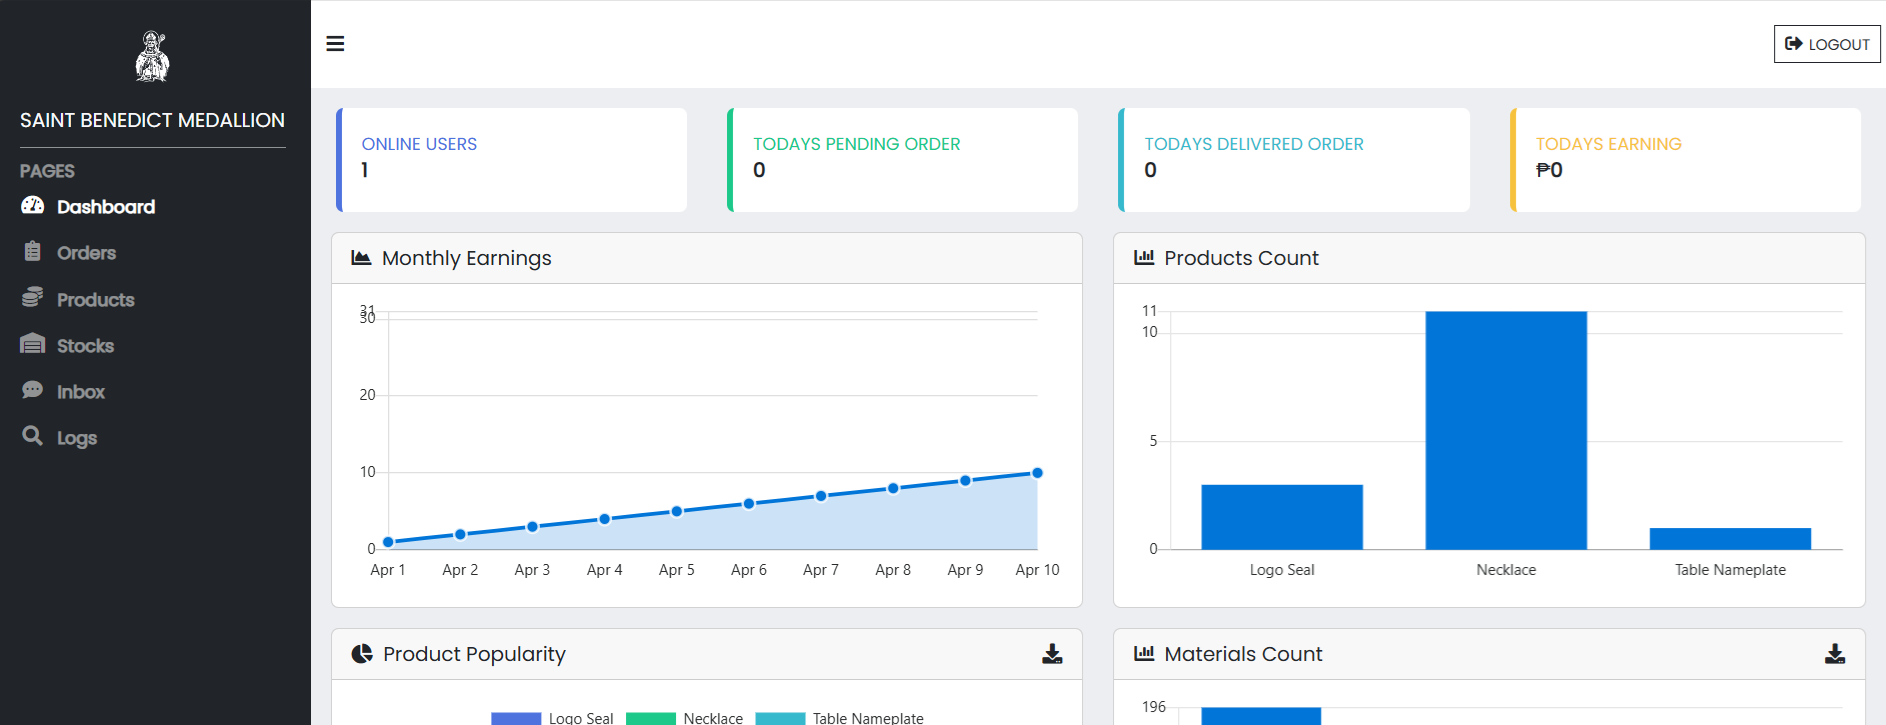 SAINT BENEDICT MEDALLION
PAGES
Dashboard
Orders
Products
Stocks
Inbox
Logs
LOGOUT
ONLINE USERS
1
TODAYS PENDING ORDER
0
TODAYS DELIVERED ORDER
0
TODAYS EARNING
₱0
Monthly Earnings
31
30
20
10
0
Apr 1 Apr 2 Apr 3 Apr 4 Apr 5 Apr 6 Apr 7 Apr 8 Apr 9 Apr 10
Products Count
11
10
5
0
Logo Seal Necklace Table Nameplate
Product Popularity
Logo Seal Necklace Table Nameplate
Materials Count
196